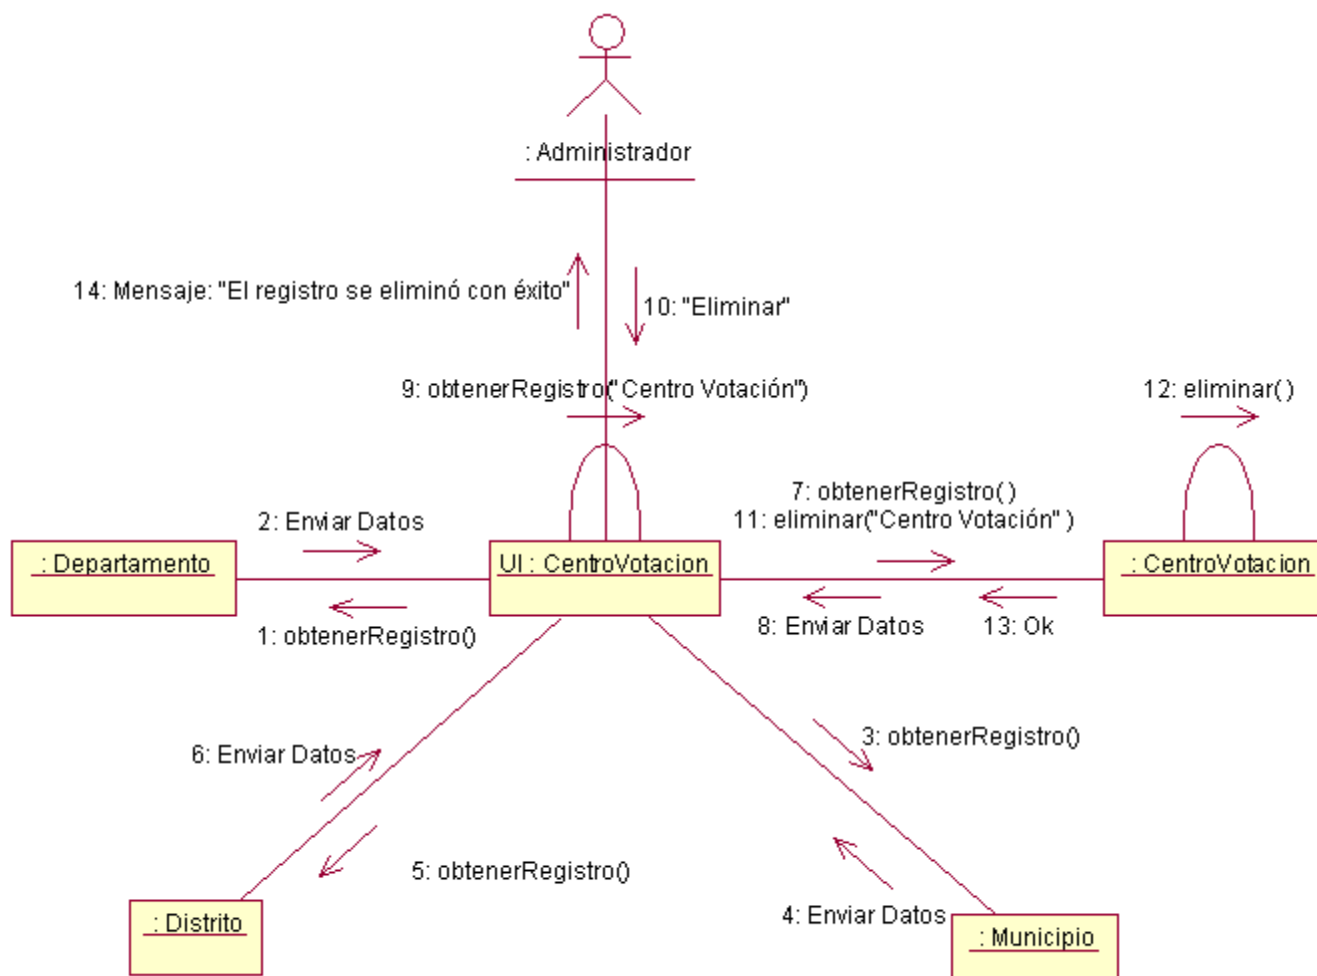 : Administrador
14: Mensaje: "El registro se eliminó con éxito"
10: "Eliminar"
9: obtenerRegistro("Centro Votación")
12: eliminar( )
7: obtenerRegistro( )
11: eliminar("Centro Votación" )
2: Enviar Datos
: Departamento
UI : CentroVotacion
: CentroVotacion
1: obtenerRegistro()
8: Enviar Datos
13: Ok
6: Enviar Datos
3: obtenerRegistro()
5: obtenerRegistro()
4: Enviar Datos
: Distrito
: Municipio